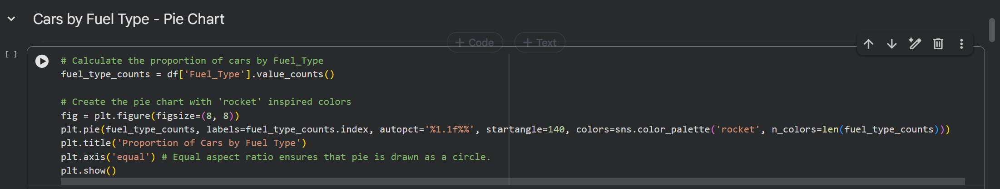 Cars by Fuel Type - Pie Chart
+ Code + Text
[ ]
# Calculate the proportion of cars by Fuel_Type
fuel_type_counts = df['Fuel_Type'].value_counts()
# Create the pie chart with 'rocket' inspired colors
fig = plt.figure(figsize=(8, 8))
plt.pie(fuel_type_counts, labels=fuel_type_counts.index, autopct='%1.1f%%', startangle=140, colors=sns.color_palette('rocket', n_colors=len(fuel_type_counts)))
plt.title('Proportion of Cars by Fuel Type')
plt.axis('equal') # Equal aspect ratio ensures that pie is drawn as a circle.
plt.show()